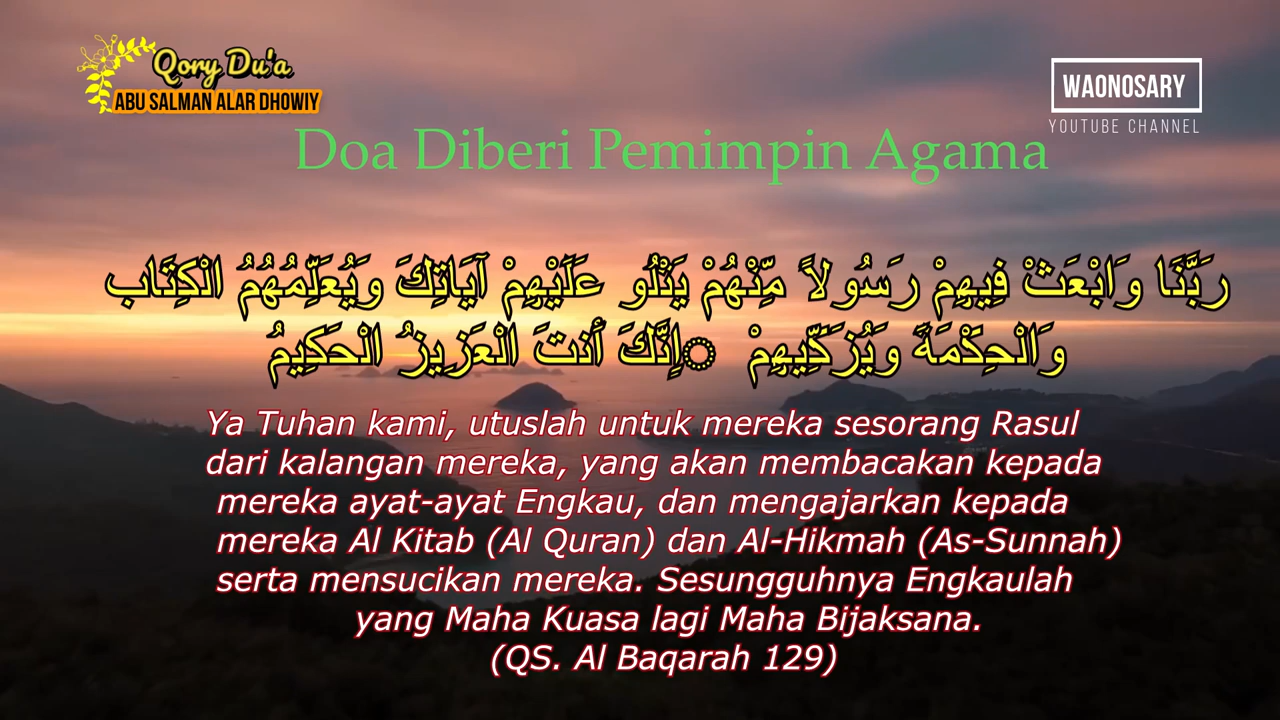 Qory Du'a
ABU SALMAN ALAR DHOWIY
WAONOSARY
YOUTUBE CHANNEL
Doa Diberi Pemimpin Agama
رَبَّنَا وَابْعَثْ فِيهِمْ رَسُولاً مِّنْهُمْ يَتْلُو عَلَيْهِمْ آيَاتِكَ وَيُعَلِّمُهُمُ الْكِتَاب
وَالْحِكْمَةَ وَيُزَكِّيهِمْ ۚ إِنَّكَ أَنتَ الْعَزِيزُ الْحَكِيمُ
Ya Tuhan kami, utuslah untuk mereka sesorang Rasul
dari kalangan mereka, yang akan membacakan kepada
mereka ayat-ayat Engkau, dan mengajarkan kepada
mereka Al Kitab (Al Quran) dan Al-Hikmah (As-Sunnah)
serta mensucikan mereka. Sesungguhnya Engkaulah
yang Maha Kuasa lagi Maha Bijaksana.
(QS. Al Baqarah 129)